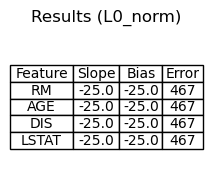 Results (L0_norm)
Feature Slope Bias Error
RM -25.0 -25.0 467
AGE -25.0 -25.0 467
DIS -25.0 -25.0 467
LSTAT -25.0 -25.0 467